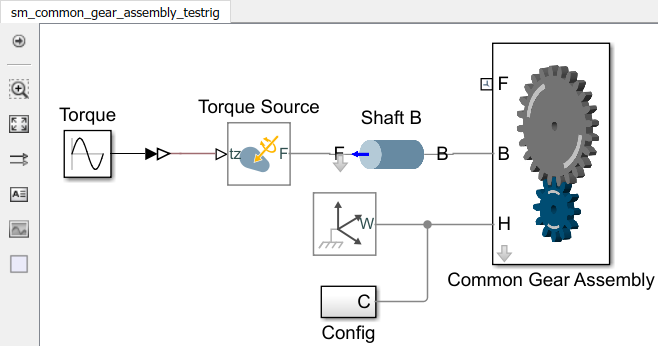 sm_common_gear_assembly_testrig
Torque
Torque Source
Shaft B
F
tz
F
F
B
B
W
H
Common Gear Assembly
C
Config